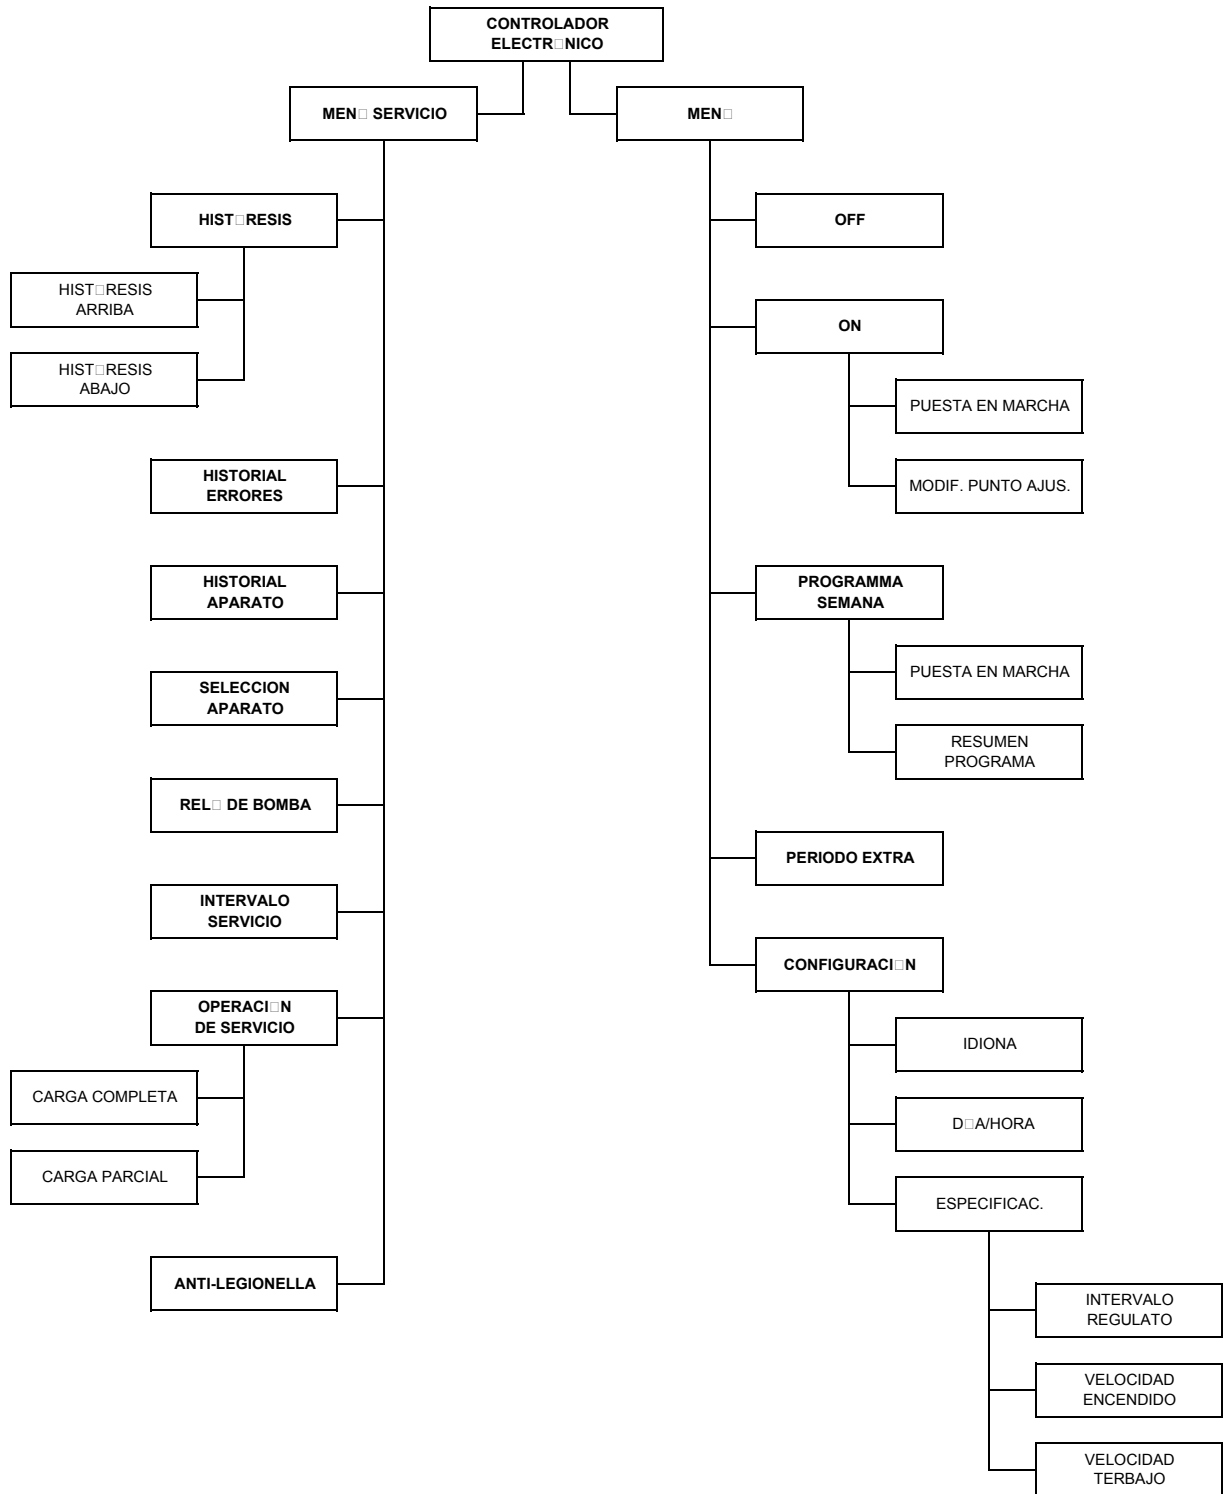 CONTROLADOR
ELECTR□NICO
MEN□ SERVICIO
MEN□
HIST□RESIS
OFF
HIST□RESIS
ARRIBA
ON
HIST□RESIS
ABAJO
PUESTA EN MARCHA
HISTORIAL
ERRORES
MODIF. PUNTO AJUS.
HISTORIAL
APARATO
PROGRAMMA
SEMANA
PUESTA EN MARCHA
SELECCION
APARATO
RESUMEN
PROGRAMA
REL□ DE BOMBA
PERIODO EXTRA
INTERVALO
SERVICIO
CONFIGURACI□N
OPERACI□N
DE SERVICIO
IDIONA
CARGA COMPLETA
D□A/HORA
CARGA PARCIAL
ESPECIFICAC.
ANTI-LEGIONELLA
INTERVALO
REGULATO
VELOCIDAD
ENCENDIDO
VELOCIDAD
TERBAJO